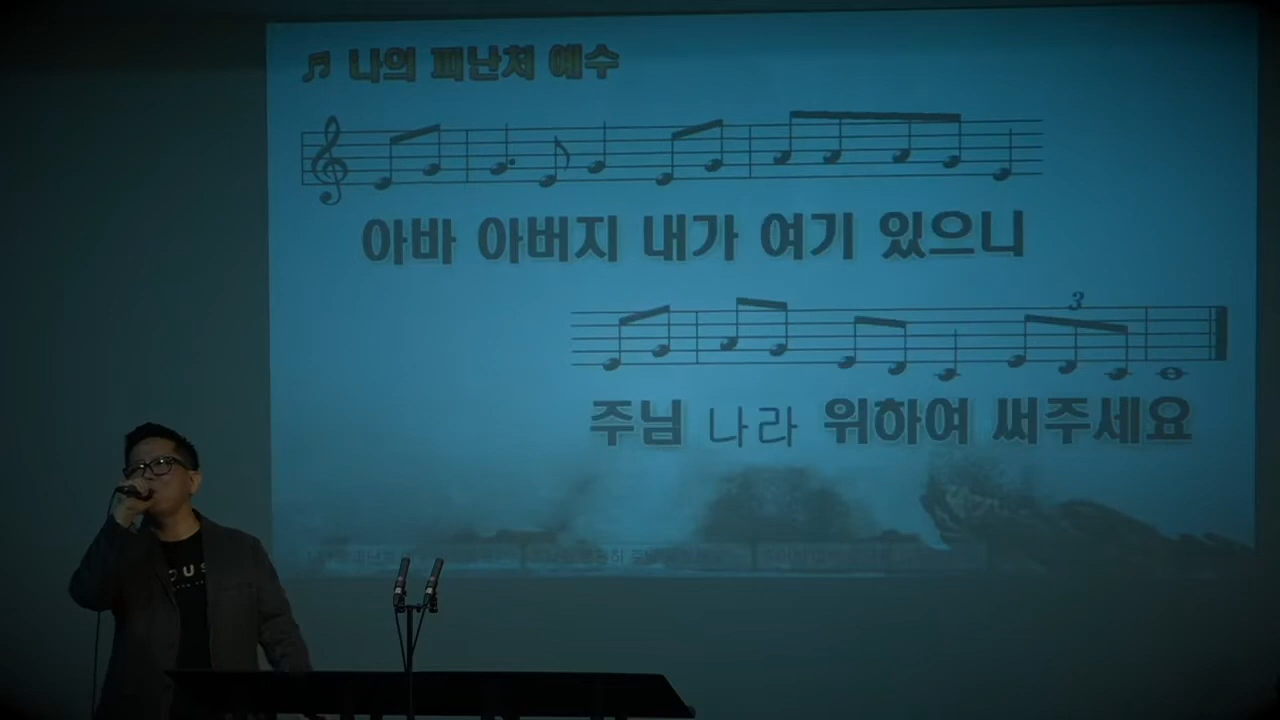 나의 피난처 예수
아바 아버지 내가 여기 있으니
3
주님 나라 위하여 써주세요